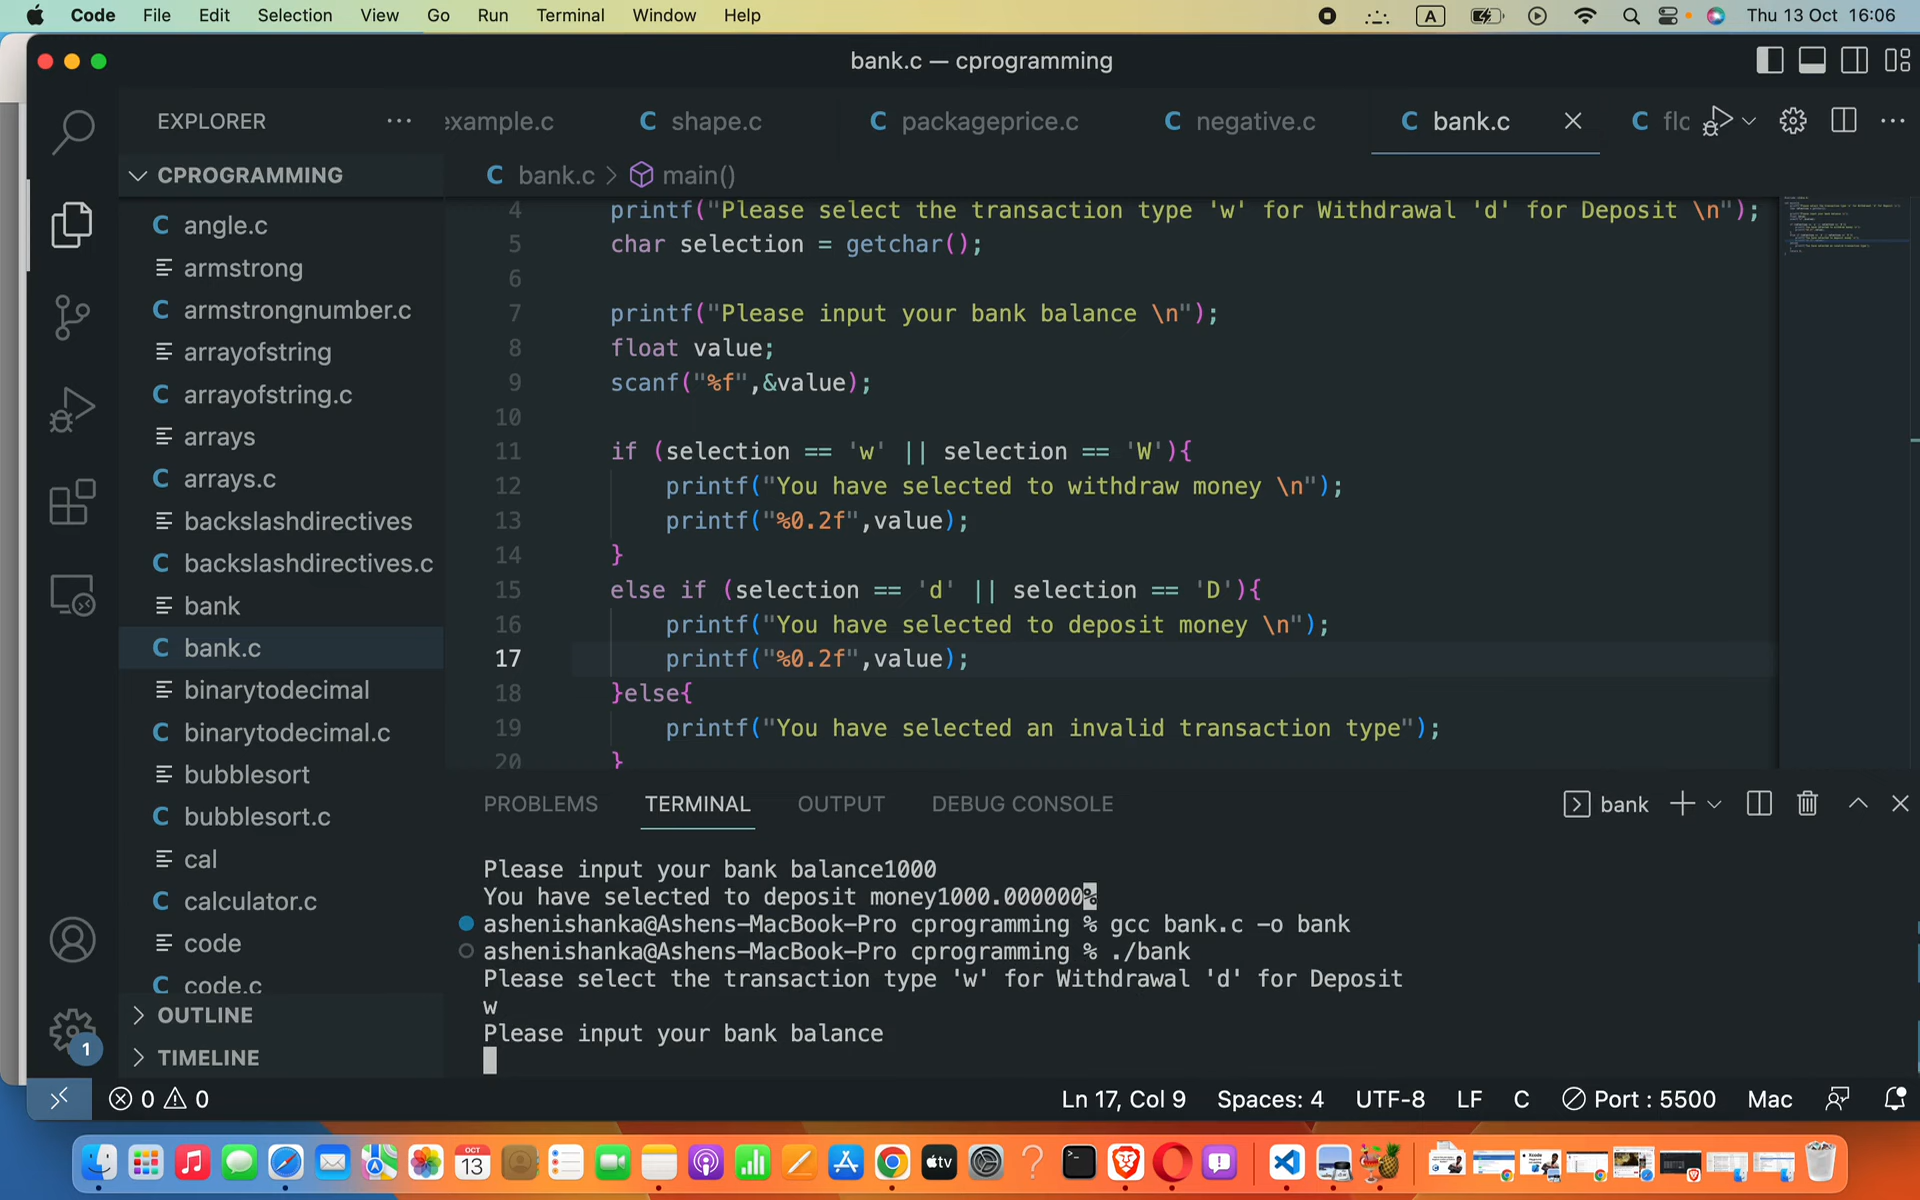 Code File Edit Selection View Go Run Terminal Window Help A Thu 13 Oct 16:06
bank.c — cprogramming
EXPLORER ··· example.c C shape.c C packageprice.c C negative.c C bank.c C flo
CPROGRAMMING
C bank.c > main()
C angle.c
armstrong
C armstrongnumber.c
arrayofstring
C arrayofstring.c
arrays
C arrays.c
backslashdirectives
C backslashdirectives.c
bank
C bank.c
binarytodecimal
C binarytodecimal.c
bubblesort
C bubblesort.c
cal
C calculator.c
code
C code.c
OUTLINE
TIMELINE
1
4 printf("Please select the transaction type 'w' for Withdrawal 'd' for Deposit \n");
5 char selection = getchar();
6
7 printf("Please input your bank balance \n");
8 float value;
9 scanf("%f",&value);
10
11 if (selection == 'w' || selection == 'W'){
12 printf("You have selected to withdraw money \n");
13 printf("%0.2f",value);
14 }
15 else if (selection == 'd' || selection == 'D'){
16 printf("You have selected to deposit money \n");
17 printf("%0.2f",value);
18 }else{
19 printf("You have selected an invalid transaction type");
20 }
PROBLEMS TERMINAL OUTPUT DEBUG CONSOLE bank
Please input your bank balance1000
You have selected to deposit money1000.000000%
ashenishanka@Ashens-MacBook-Pro cprogramming % gcc bank.c -o bank
ashenishanka@Ashens-MacBook-Pro cprogramming % ./bank
Please select the transaction type 'w' for Withdrawal 'd' for Deposit
w
Please input your bank balance
0 0 Ln 17, Col 9 Spaces: 4 UTF-8 LF C Port : 5500 Mac
OCT
13
tv